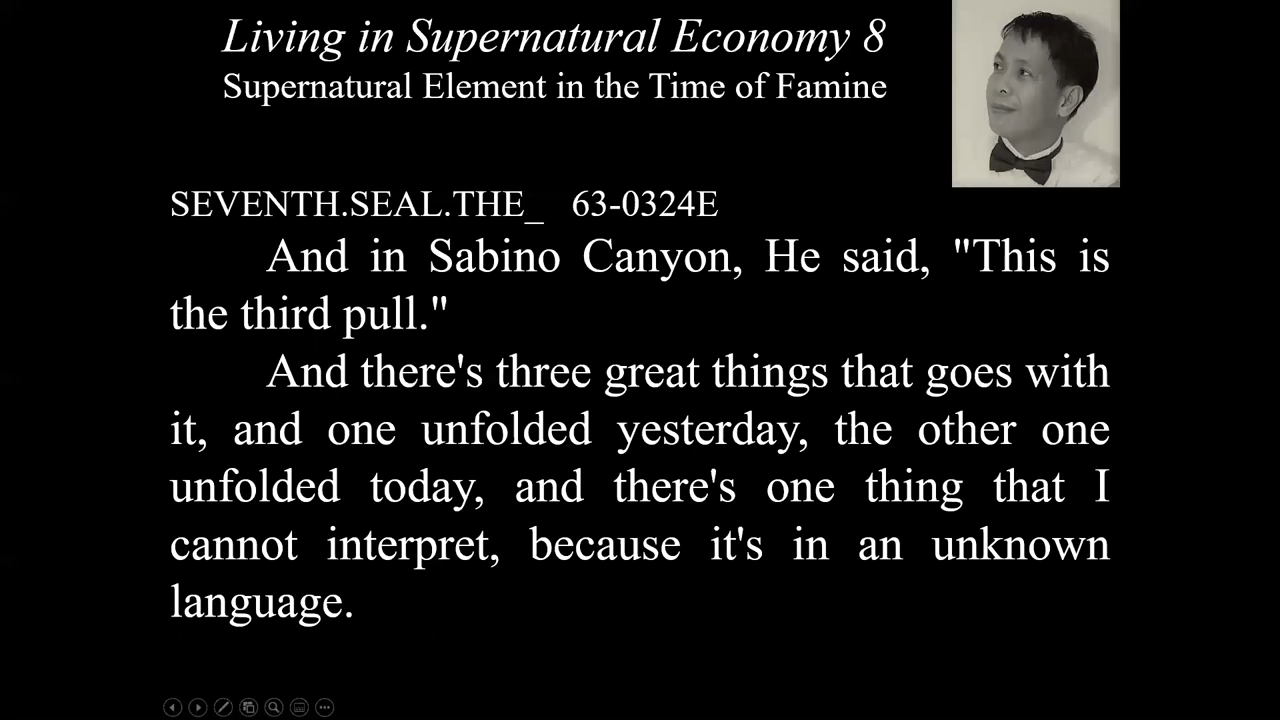 Living in Supernatural Economy 8
Supernatural Element in the Time of Famine
SEVENTH.SEAL.THE_ 63-0324E
And in Sabino Canyon, He said, "This is
the third pull."
And there's three great things that goes with
it, and one unfolded yesterday, the other one
unfolded today, and there's one thing that I
cannot interpret, because it's in an unknown
language.